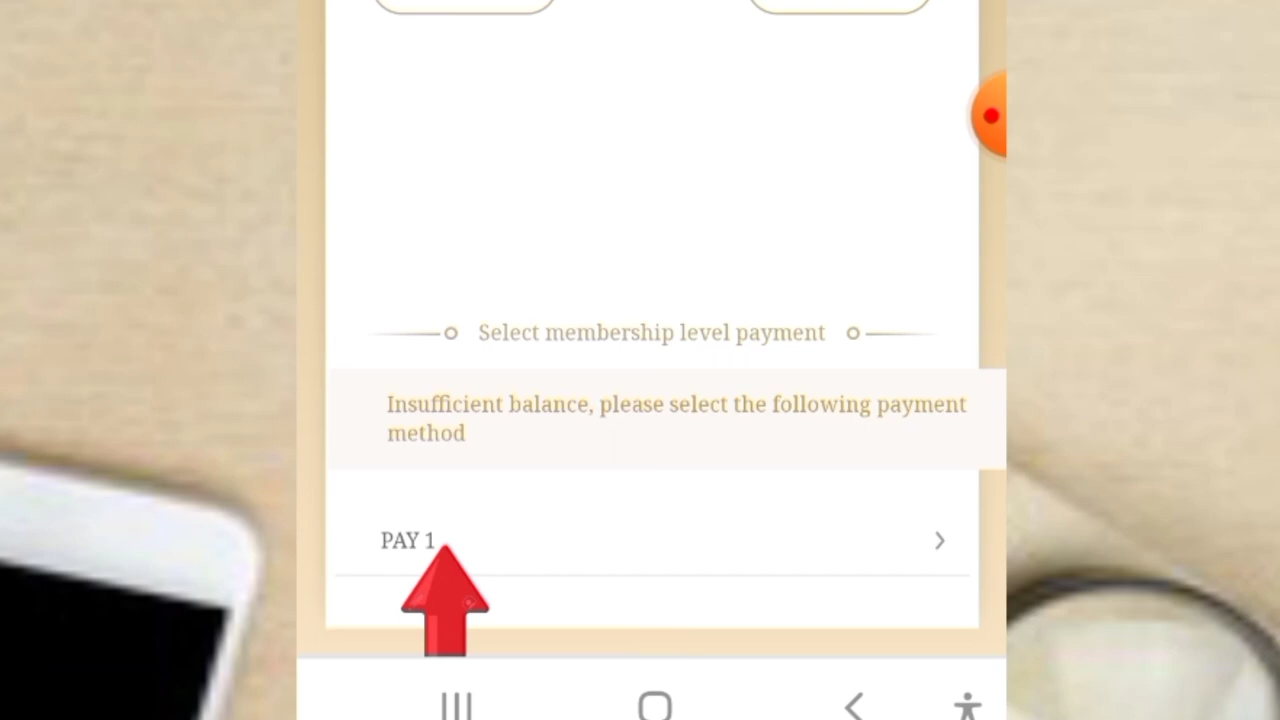 Select membership level payment
Insufficient balance, please select the following payment
method
PAY 1